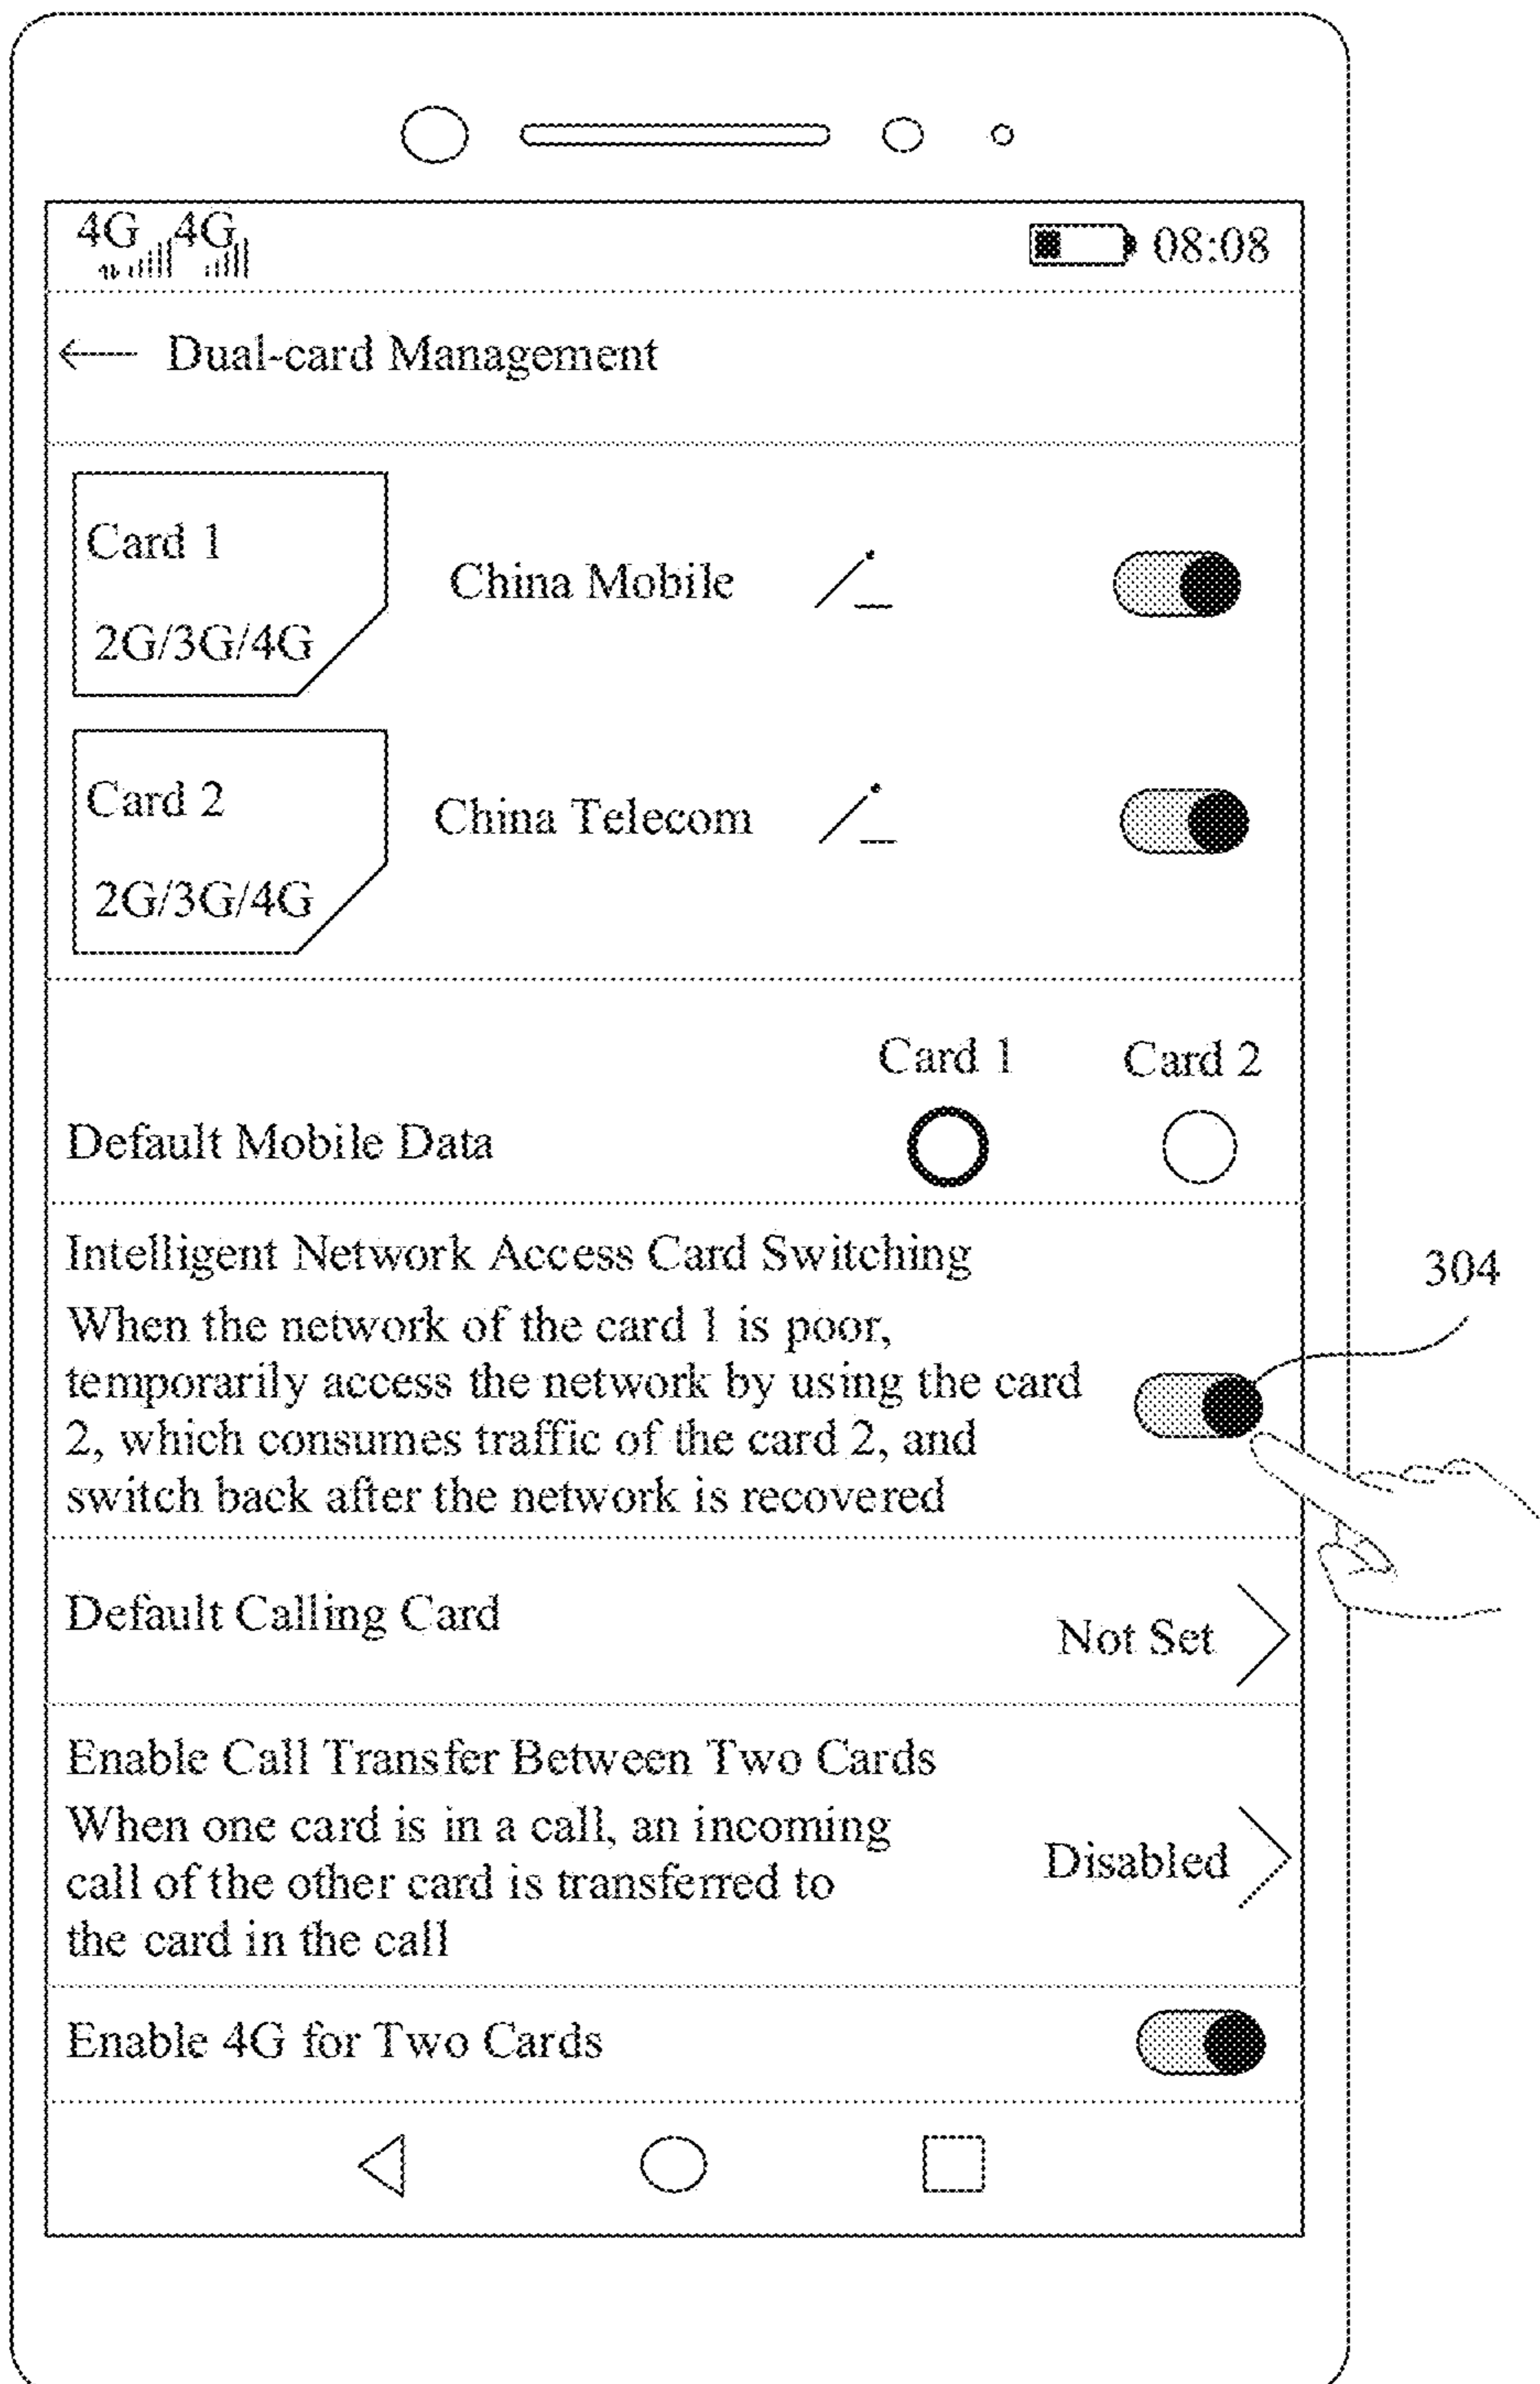 4G 4G 08:08
Dual-card Management
Card 1
China Mobile
2G/3G/4G
Card 2
China Telecom
2G/3G/4G
Card 1 Card 2
Default Mobile Data
Intelligent Network Access Card Switching
304
When the network of the card 1 is poor,
temporarily access the network by using the card
2, which consumes traffic of the card 2, and
switch back after the network is recovered
Default Calling Card
Not Set
Enable Call Transfer Between Two Cards
When one card is in a call, an incoming
call of the other card is transferred to
the card in the call
Disabled
Enable 4G for Two Cards